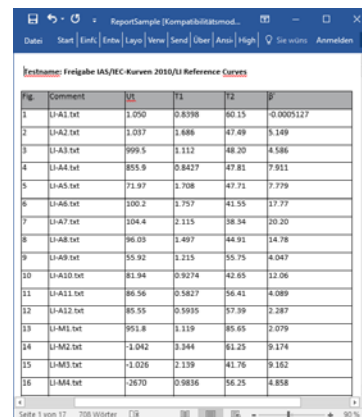 ReportSample [Kompatibilitätsmod...
Datei Start Einfü Entw Layo Verw Send Über Ansi High Sie wüns Anmelden
Testname: Freigabe IAS/IEC-Kurven 2010/LI Reference Curves
Fig. Comment Ut T1 T2 β'
1 LI-A1.txt 1.050 0.8398 60.15 -0.0005127
2 LI-A2.txt 1.037 1.686 47.49 5.149
3 LI-A3.txt 999.5 1.112 48.20 4.586
4 LI-A4.txt 855.9 0.8427 47.81 7.911
5 LI-A5.txt 71.97 1.708 47.71 7.779
6 LI-A6.txt 100.2 1.757 41.55 17.77
7 LI-A7.txt 104.4 2.115 38.34 20.20
8 LI-A8.txt 96.03 1.497 44.91 14.78
9 LI-A9.txt 55.92 1.215 55.75 4.047
10 LI-A10.txt 81.94 0.9274 42.65 12.06
11 LI-A11.txt 86.56 0.5827 56.41 4.089
12 LI-A12.txt 85.55 0.5935 57.39 2.287
13 LI-M1.txt 951.8 1.119 85.65 2.079
14 LI-M2.txt -1.042 3.344 61.25 9.174
15 LI-M3.txt -1.026 2.139 41.76 9.162
16 LI-M4.txt -2670 0.9836 56.25 4.858
Seite 1 von 17 708 Wörter 90 %